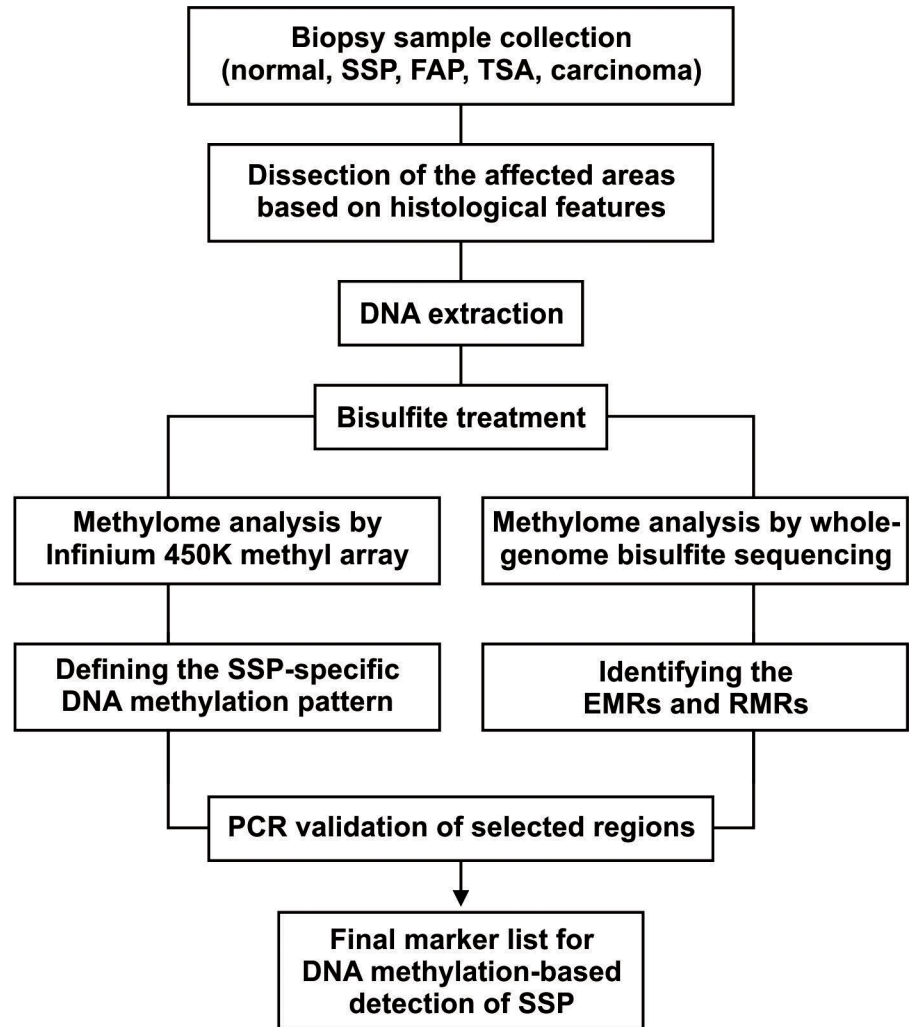 Biopsy sample collection
(normal, SSP, FAP, TSA, carcinoma)
Dissection of the affected areas
based on histological features
DNA extraction
Bisulfite treatment
Methylome analysis by
Infinium 450K methyl array
Methylome analysis by whole-
genome bisulfite sequencing
Defining the SSP-specific
DNA methylation pattern
Identifying the
EMRs and RMRs
PCR validation of selected regions
Final marker list for
DNA methylation-based
detection of SSP